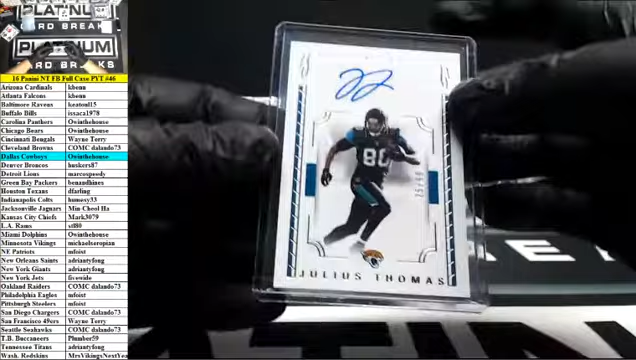 PLATINUM
CARD BREAKS
PLATINUM
CARD BREAKS
16 Panini NT FB Full Case PYT #46
Arizona Cardinals kbenn
Atlanta Falcons kbenn
Baltimore Ravens keaton15
Buffalo Bills issaca1978
Carolina Panthers Owinthehouse
Chicago Bears Owinthehouse
Cincinnati Bengals Wayne Terry
Cleveland Browns COMC dalando73
Dallas Cowboys Owinthehouse
Denver Broncos huskers87
Detroit Lions marcospeedy
Green Bay Packers benandhines
Houston Texans dfarling
Indianapolis Colts
Jacksonville Jaguars Min-Cheol Ha
Kansas City Chiefs Mark3079
L.A. Rams stl80
Miami Dolphins Owinthehouse
Minnesota Vikings michaelseropian
NE Patriots mfoist
New Orleans Saints adriantyfong
New York Giants adriantyfong
New York Jets fivewide
Oakland Raiders COMC dalando73
Philadelphia Eagles mfoist
Pittsburgh Steelers mfoist
San Diego Chargers COMC dalando73
San Francisco 49ers Wayne Terry
Seattle Seahawks COMC dalando73
T.B. Buccaneers Plumber59
Tennessee Titans adriantyfong
Wash. Redskins MrsVikingsNextYea
80
JULIUS THOMAS